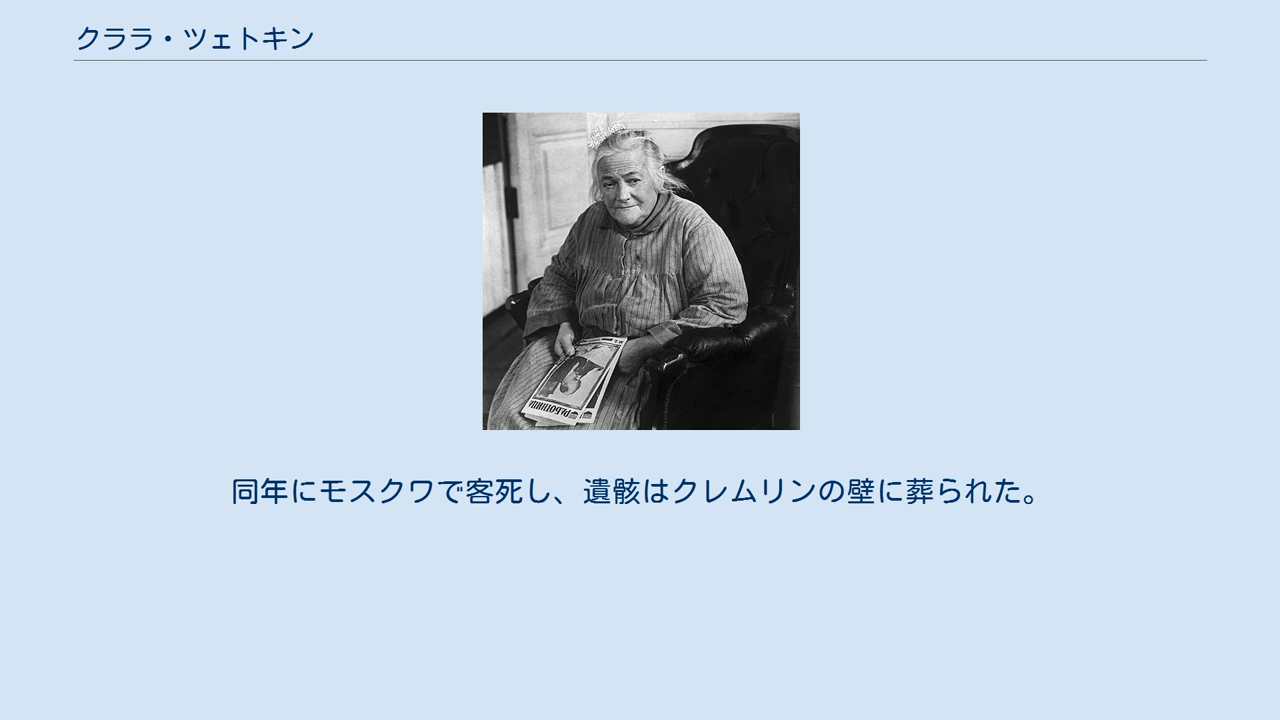 クララ・ツェトキン
РАБОТНИЦА
同年にモスクワで客死し、遺骸はクレムリンの壁に葬られた。